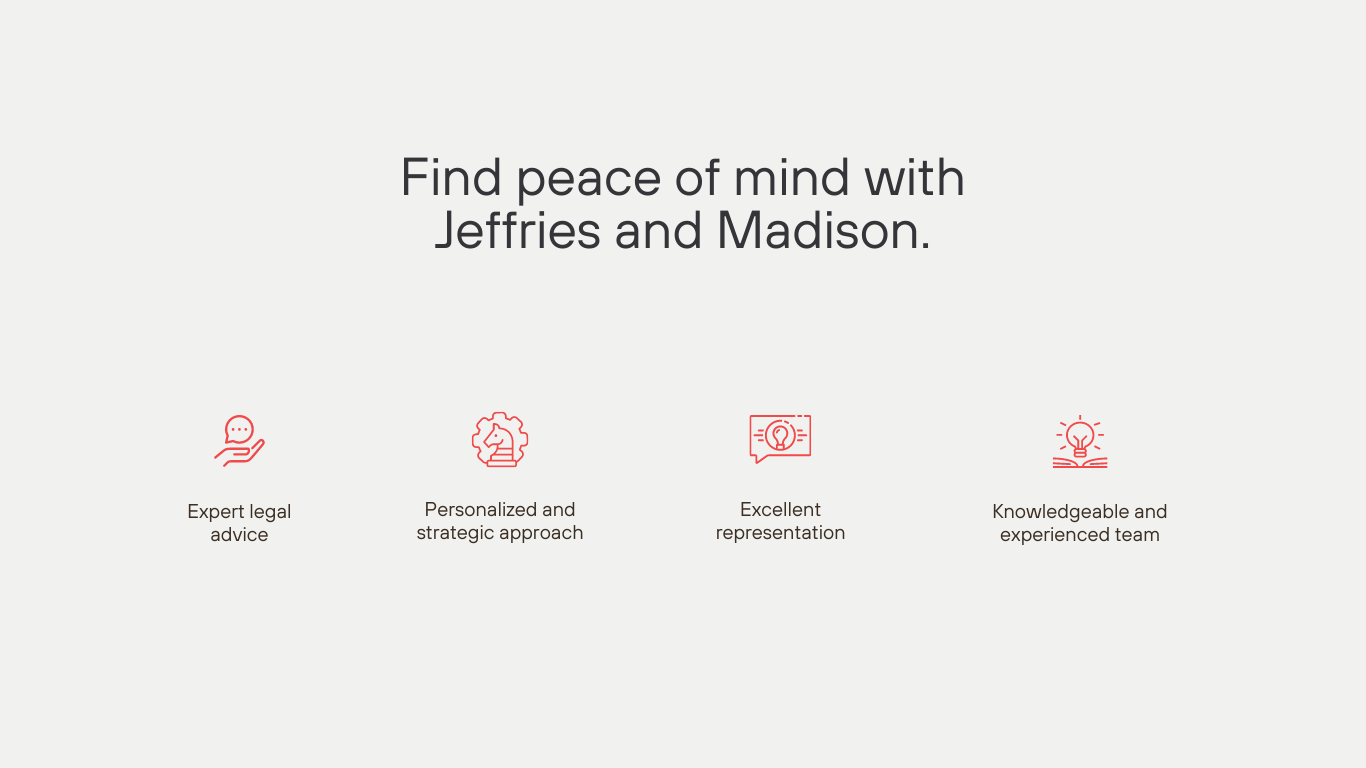 Find peace of mind with
Jeffries and Madison.
Expert legal
advice
Personalized and
strategic approach
Excellent
representation
Knowledgeable and
experienced team